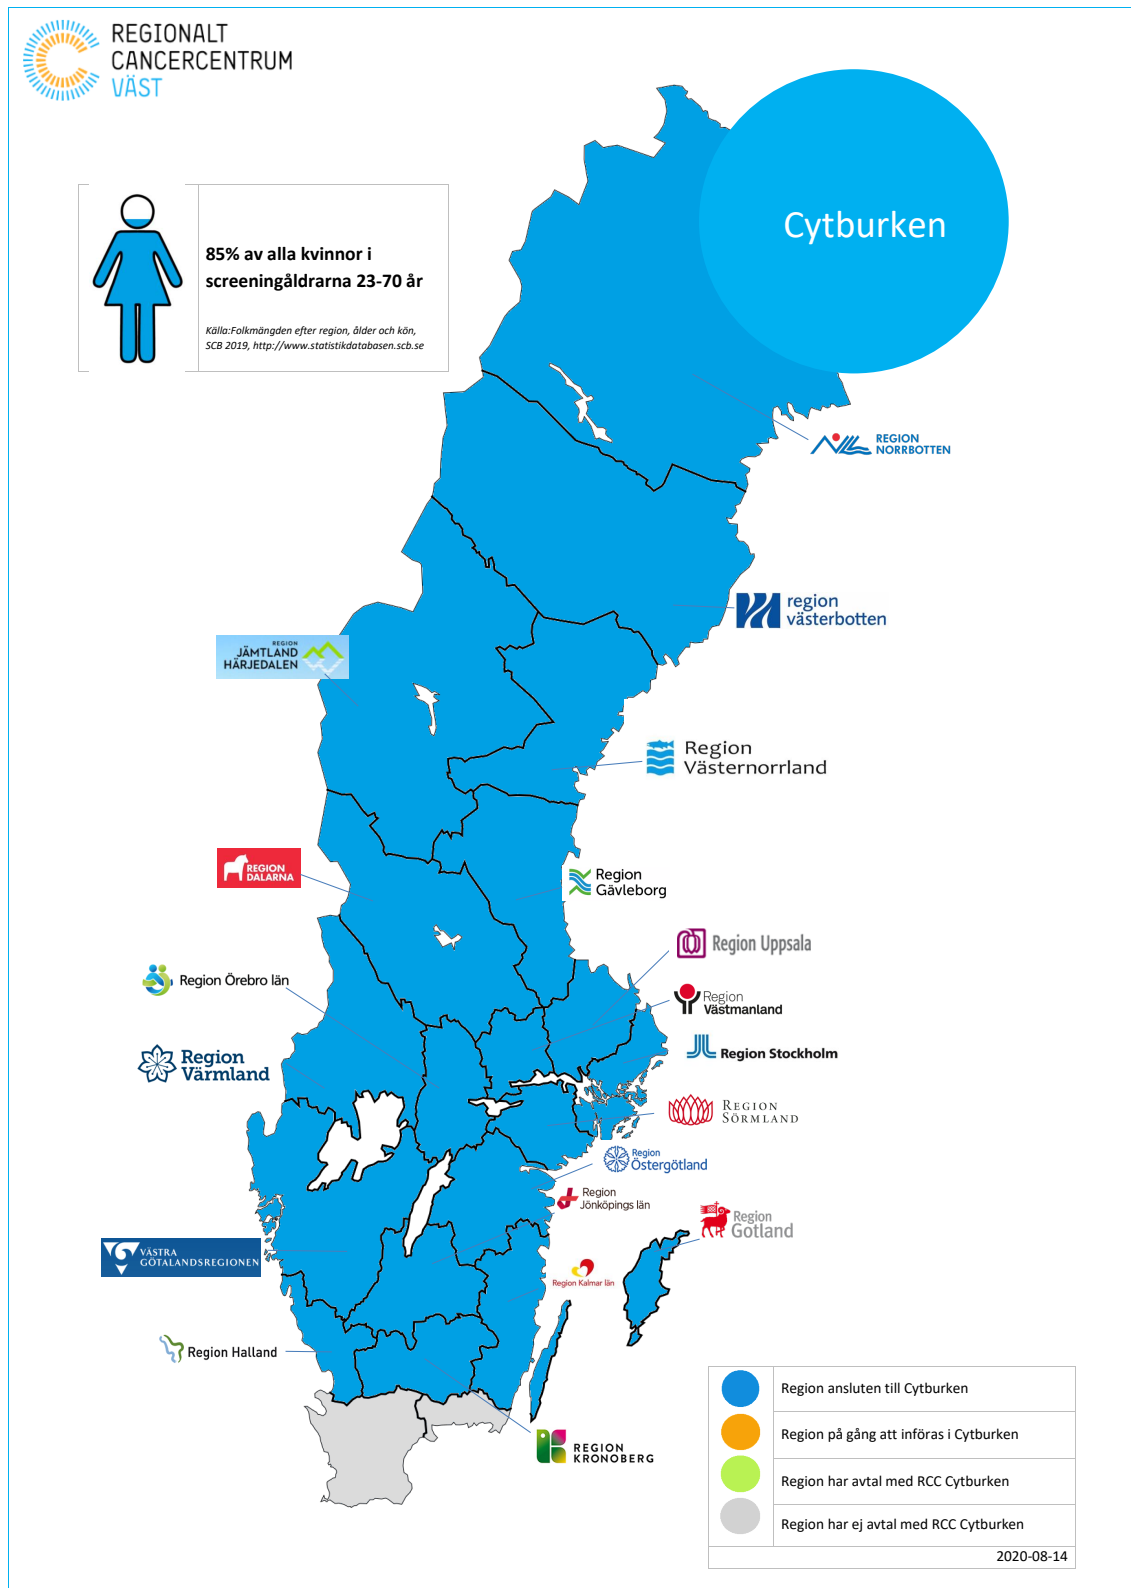 REGIONALT
CANCERCENTRUM
VÄST
Cytburken
85% av alla kvinnor i
screeningåldrarna 23-70 år
Källa:Folkmängden efter region, ålder och kön,
SCB 2019, http://www.statistikdatabasen.scb.se
REGION
NORRBOTTEN
region
västerbotten
REGION
JÄMTLAND
HÄRJEDALEN
Region
Västernorrland
REGION
DALARNA
Region
Gävleborg
Region Uppsala
Region Örebro län
Region
Västmanland
Region Stockholm
Region
Värmland
REGION
SÖRMLAND
Region
Östergötland
Region
Jönköpings län
Region
Gotland
VÄSTRA
GÖTALANDSREGIONEN
Region Kalmar län
Region Halland
REGION
KRONOBERG
Region ansluten till Cytburken
Region på gång att införas i Cytburken
Region har avtal med RCC Cytburken
Region har ej avtal med RCC Cytburken
2020-08-14